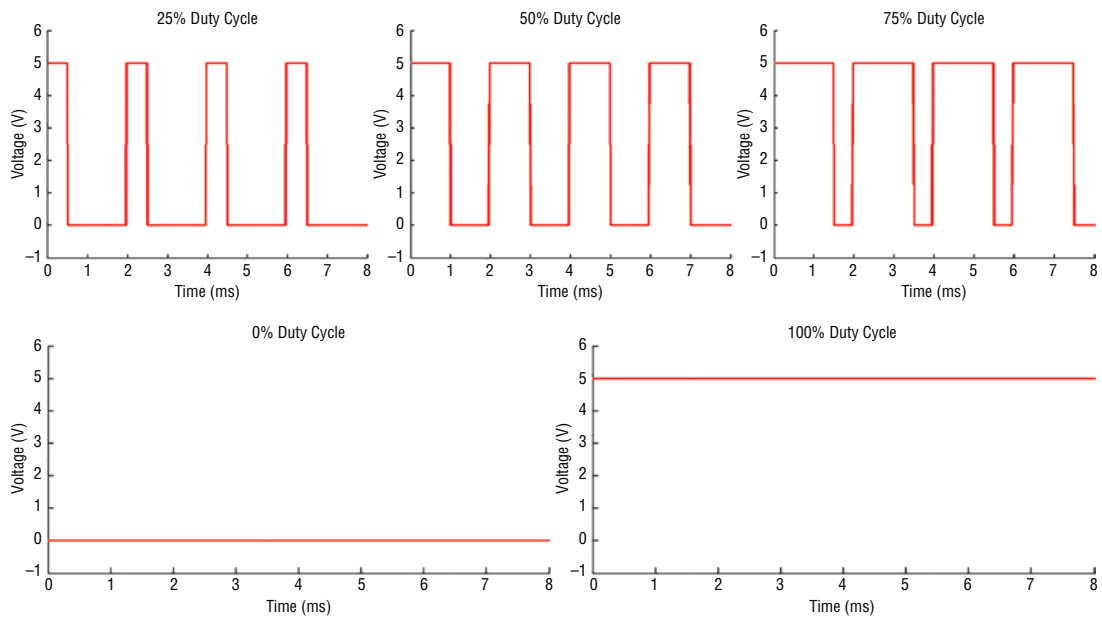 25% Duty Cycle
6
5
4
3
2
1
0
–1
Voltage (V)
0 1 2 3 4 5 6 7 8
Time (ms)
50% Duty Cycle
6
5
4
3
2
1
0
–1
Voltage (V)
0 1 2 3 4 5 6 7 8
Time (ms)
75% Duty Cycle
6
5
4
3
2
1
0
–1
Voltage (V)
0 1 2 3 4 5 6 7 8
Time (ms)
0% Duty Cycle
6
5
4
3
2
1
0
–1
Voltage (V)
0 1 2 3 4 5 6 7 8
Time (ms)
100% Duty Cycle
6
5
4
3
2
1
0
–1
Voltage (V)
0 1 2 3 4 5 6 7 8
Time (ms)